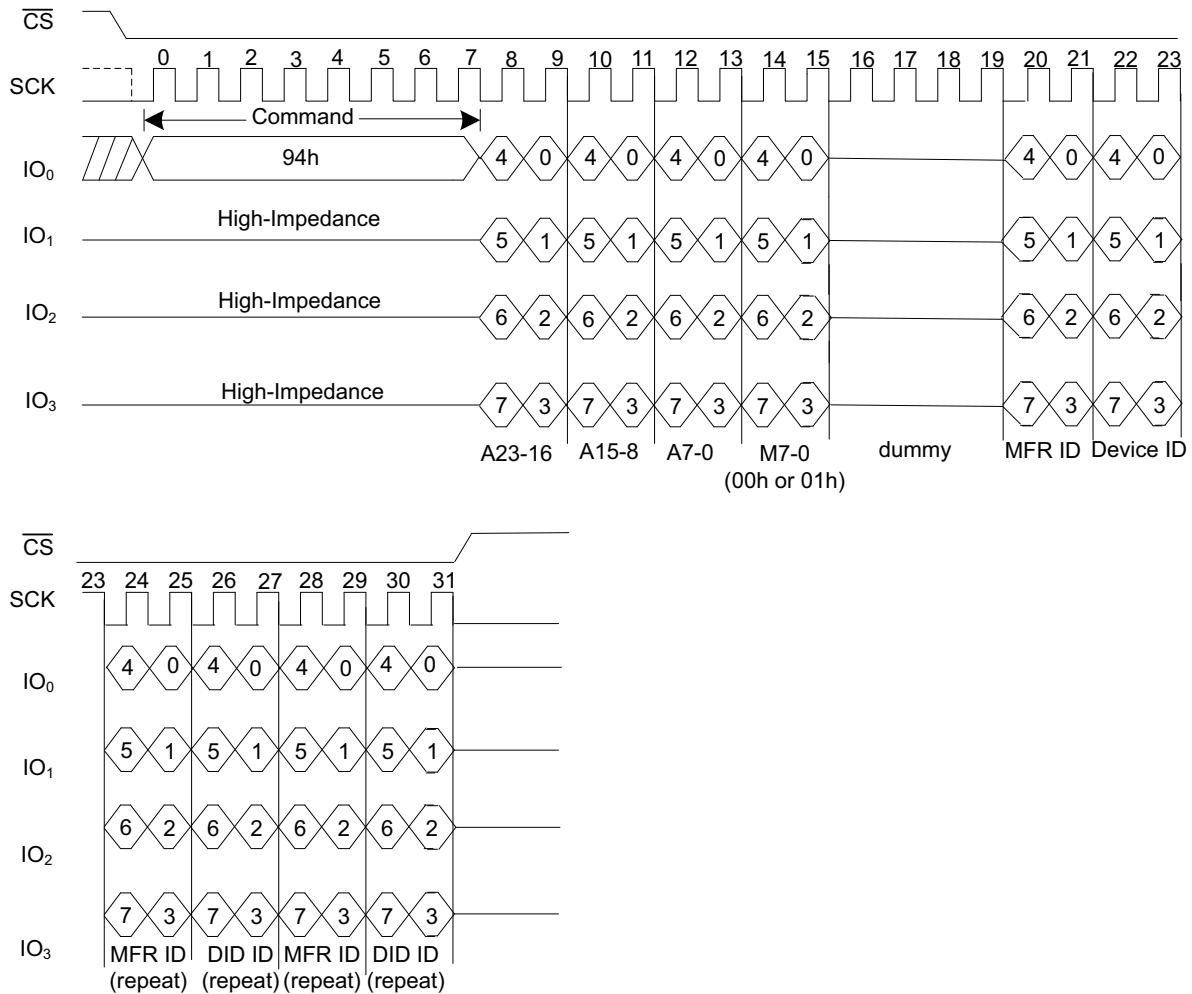 CS
0 1 2 3 4 5 6 7 8 9 10 11 12 13 14 15 16 17 18 19 20 21 22 23
SCK
Command
IO0 94h 4 0 4 0 4 0 4 0 4 0 4 0
High-Impedance
IO1 5 1 5 1 5 1 5 1 5 1 5 1
High-Impedance
IO2 6 2 6 2 6 2 6 2 6 2 6 2
High-Impedance
IO3 7 3 7 3 7 3 7 3 7 3 7 3
A23-16 A15-8 A7-0 M7-0 dummy MFR ID Device ID
(00h or 01h)
CS
23 24 25 26 27 28 29 30 31
SCK
IO0 4 0 4 0 4 0 4 0
IO1 5 1 5 1 5 1 5 1
IO2 6 2 6 2 6 2 6 2
IO3 7 3 7 3 7 3 7 3
MFR ID DID ID MFR ID DID ID
(repeat) (repeat) (repeat) (repeat)